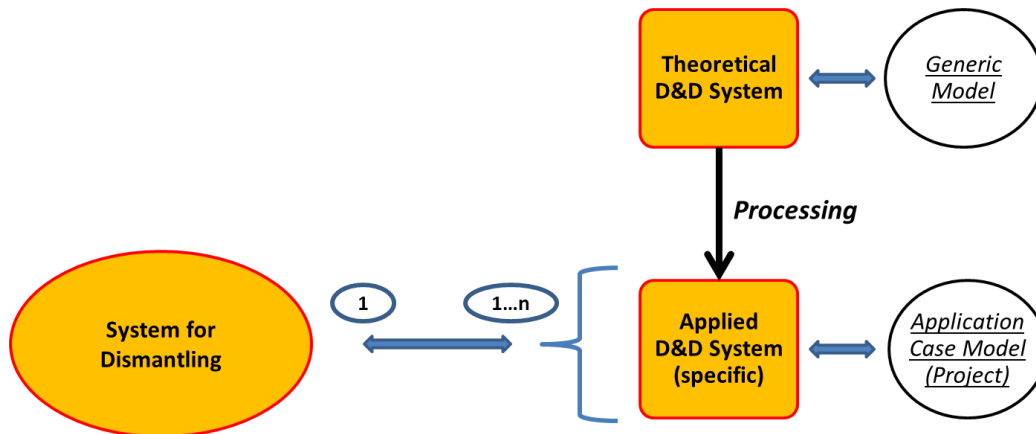 Theoretical
D&D System
Generic
Model
Processing
System for
Dismantling
1
1...n
Applied
D&D System
(specific)
Application
Case Model
(Project)